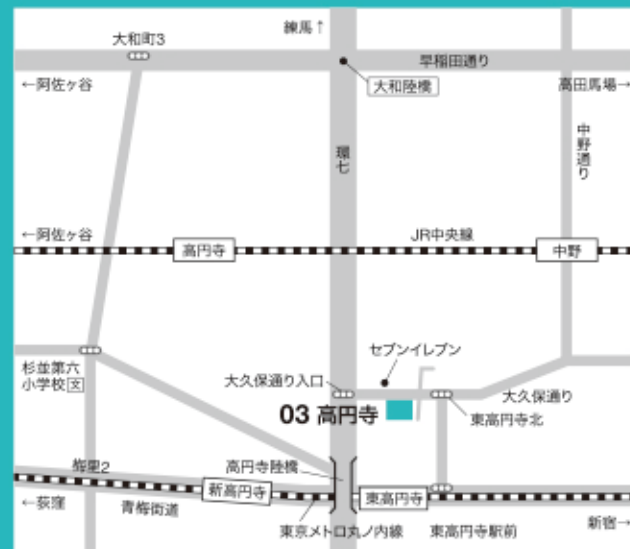 練馬↑
大和町3
早稲田通り
←阿佐ヶ谷
大和陸橋
高田馬場→
中野通り
環七
←阿佐ヶ谷
JR中央線
高円寺
中野
セブンイレブン
杉並第六
小学校文
大久保通り入口
大久保通り
03 高円寺
東高円寺北
梅里2
高円寺陸橋
新高円寺
東高円寺
←荻窪
青梅街道
新宿→
東京メトロ丸ノ内線
東高円寺駅前